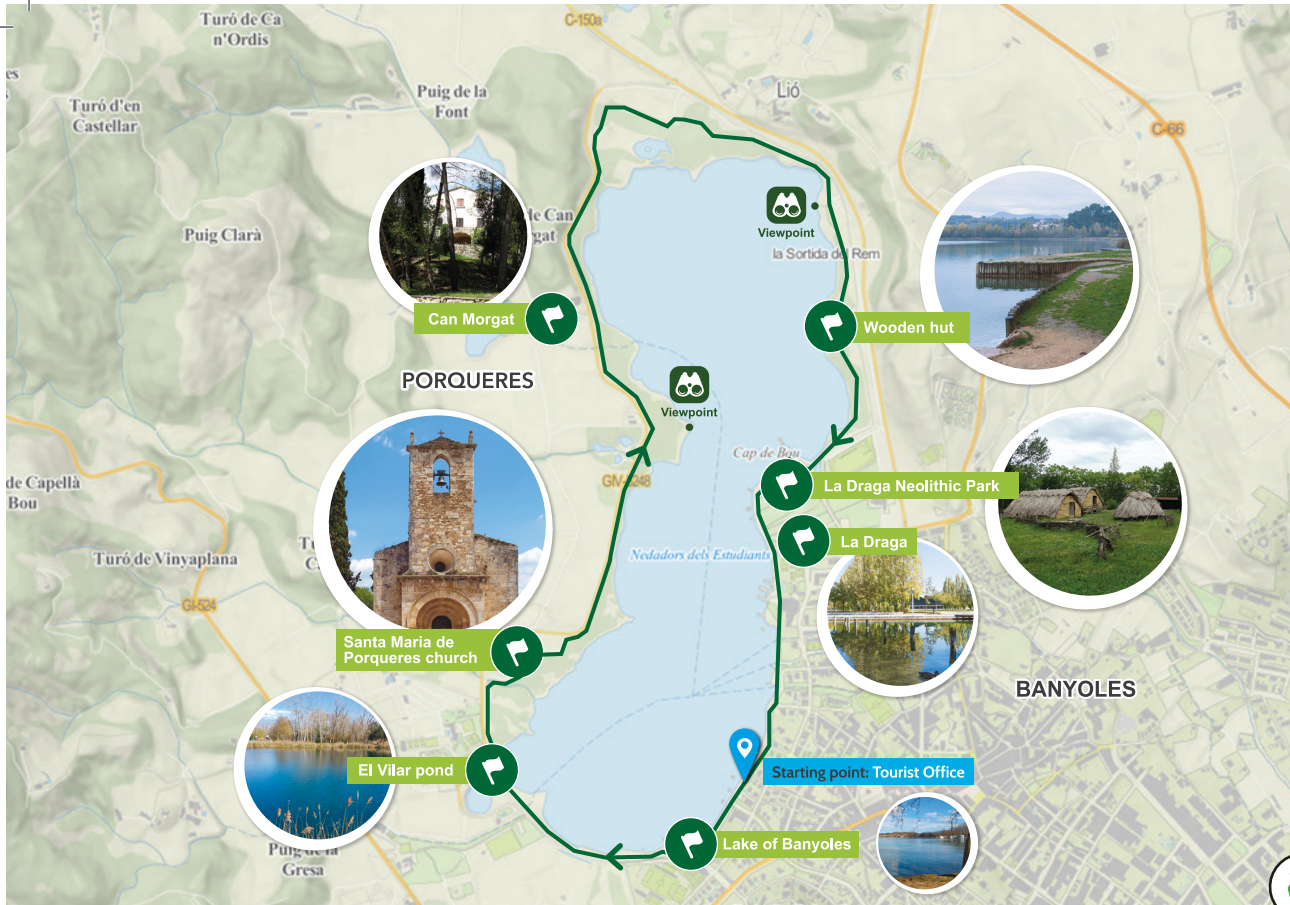 Turó de Ca
n'Ordis
C-150a
es
Turó d'en
Castellar
Puig de la
Font
Lió
C-66
Puig Clarà
de Can
gat
Viewpoint
la Sortida del Rem
Can Morgat
Wooden hut
PORQUERES
Viewpoint
Cap de Bou
de Capellà
Bou
La Draga Neolithic Park
La Draga
Turó de Vinyaplana
Nedadors dels Estudiants
GI-524
Santa Maria de
Porqueres church
BANYOLES
El Vilar pond
Starting point: Tourist Office
Lake of Banyoles
Puig de la
Gresa